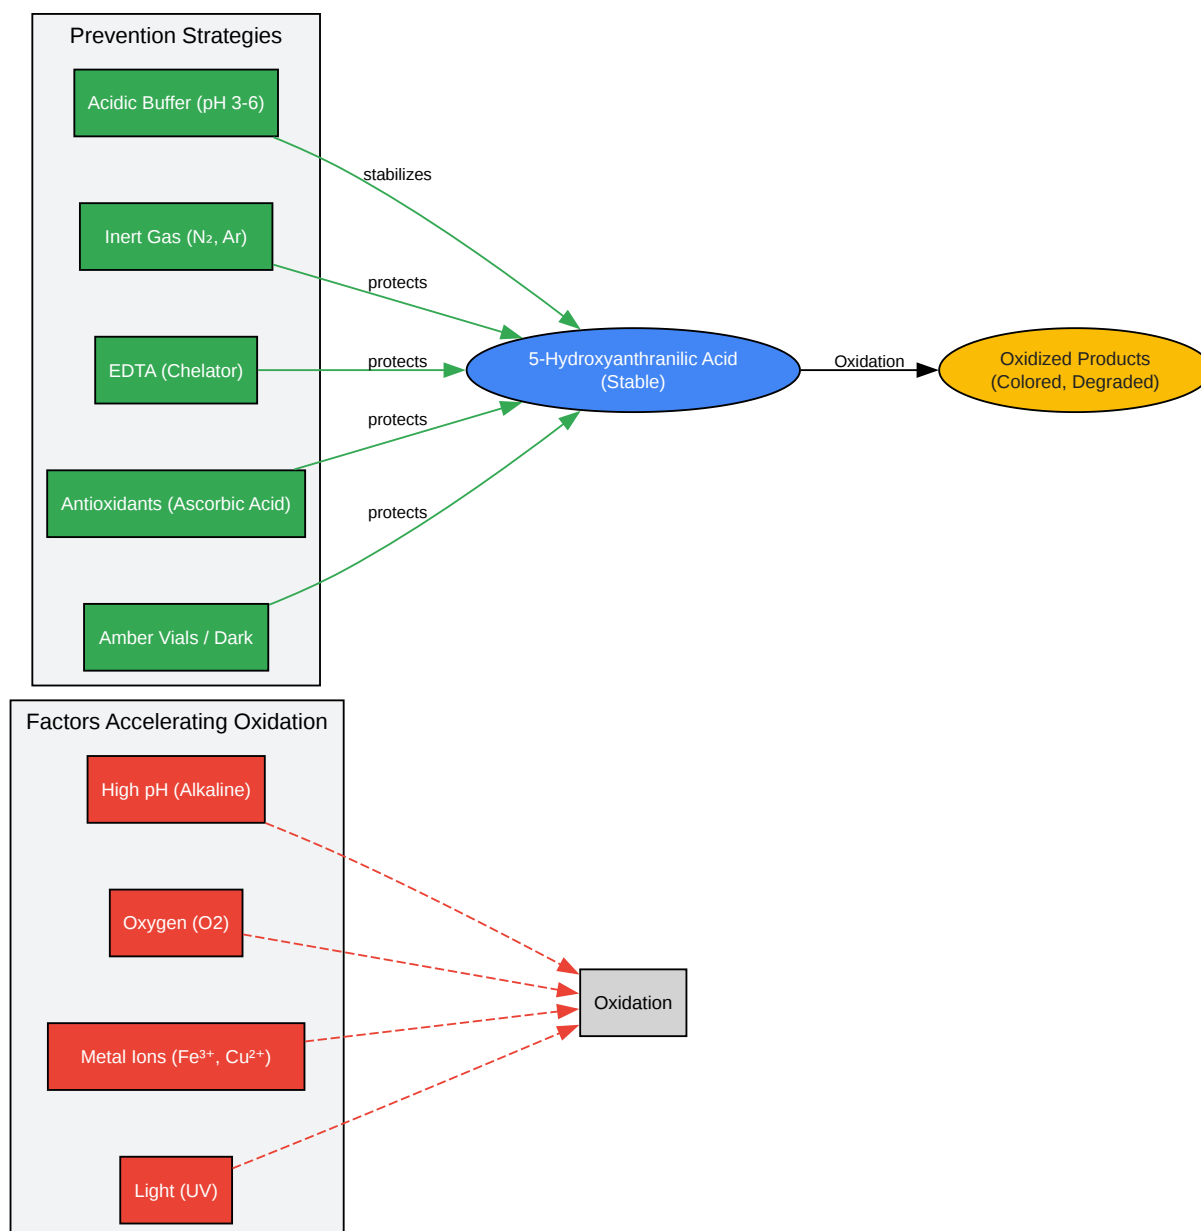 Prevention Strategies
Acidic Buffer (pH 3-6)
stabilizes
Inert Gas (N₂, Ar)
protects
EDTA (Chelator)
protects
5-Hydroxyanthranilic Acid
(Stable)
Oxidation
Oxidized Products
(Colored, Degraded)
protects
Antioxidants (Ascorbic Acid)
protects
Amber Vials / Dark
Factors Accelerating Oxidation
High pH (Alkaline)
Oxygen (O2)
Oxidation
Metal Ions (Fe³⁺, Cu²⁺)
Light (UV)